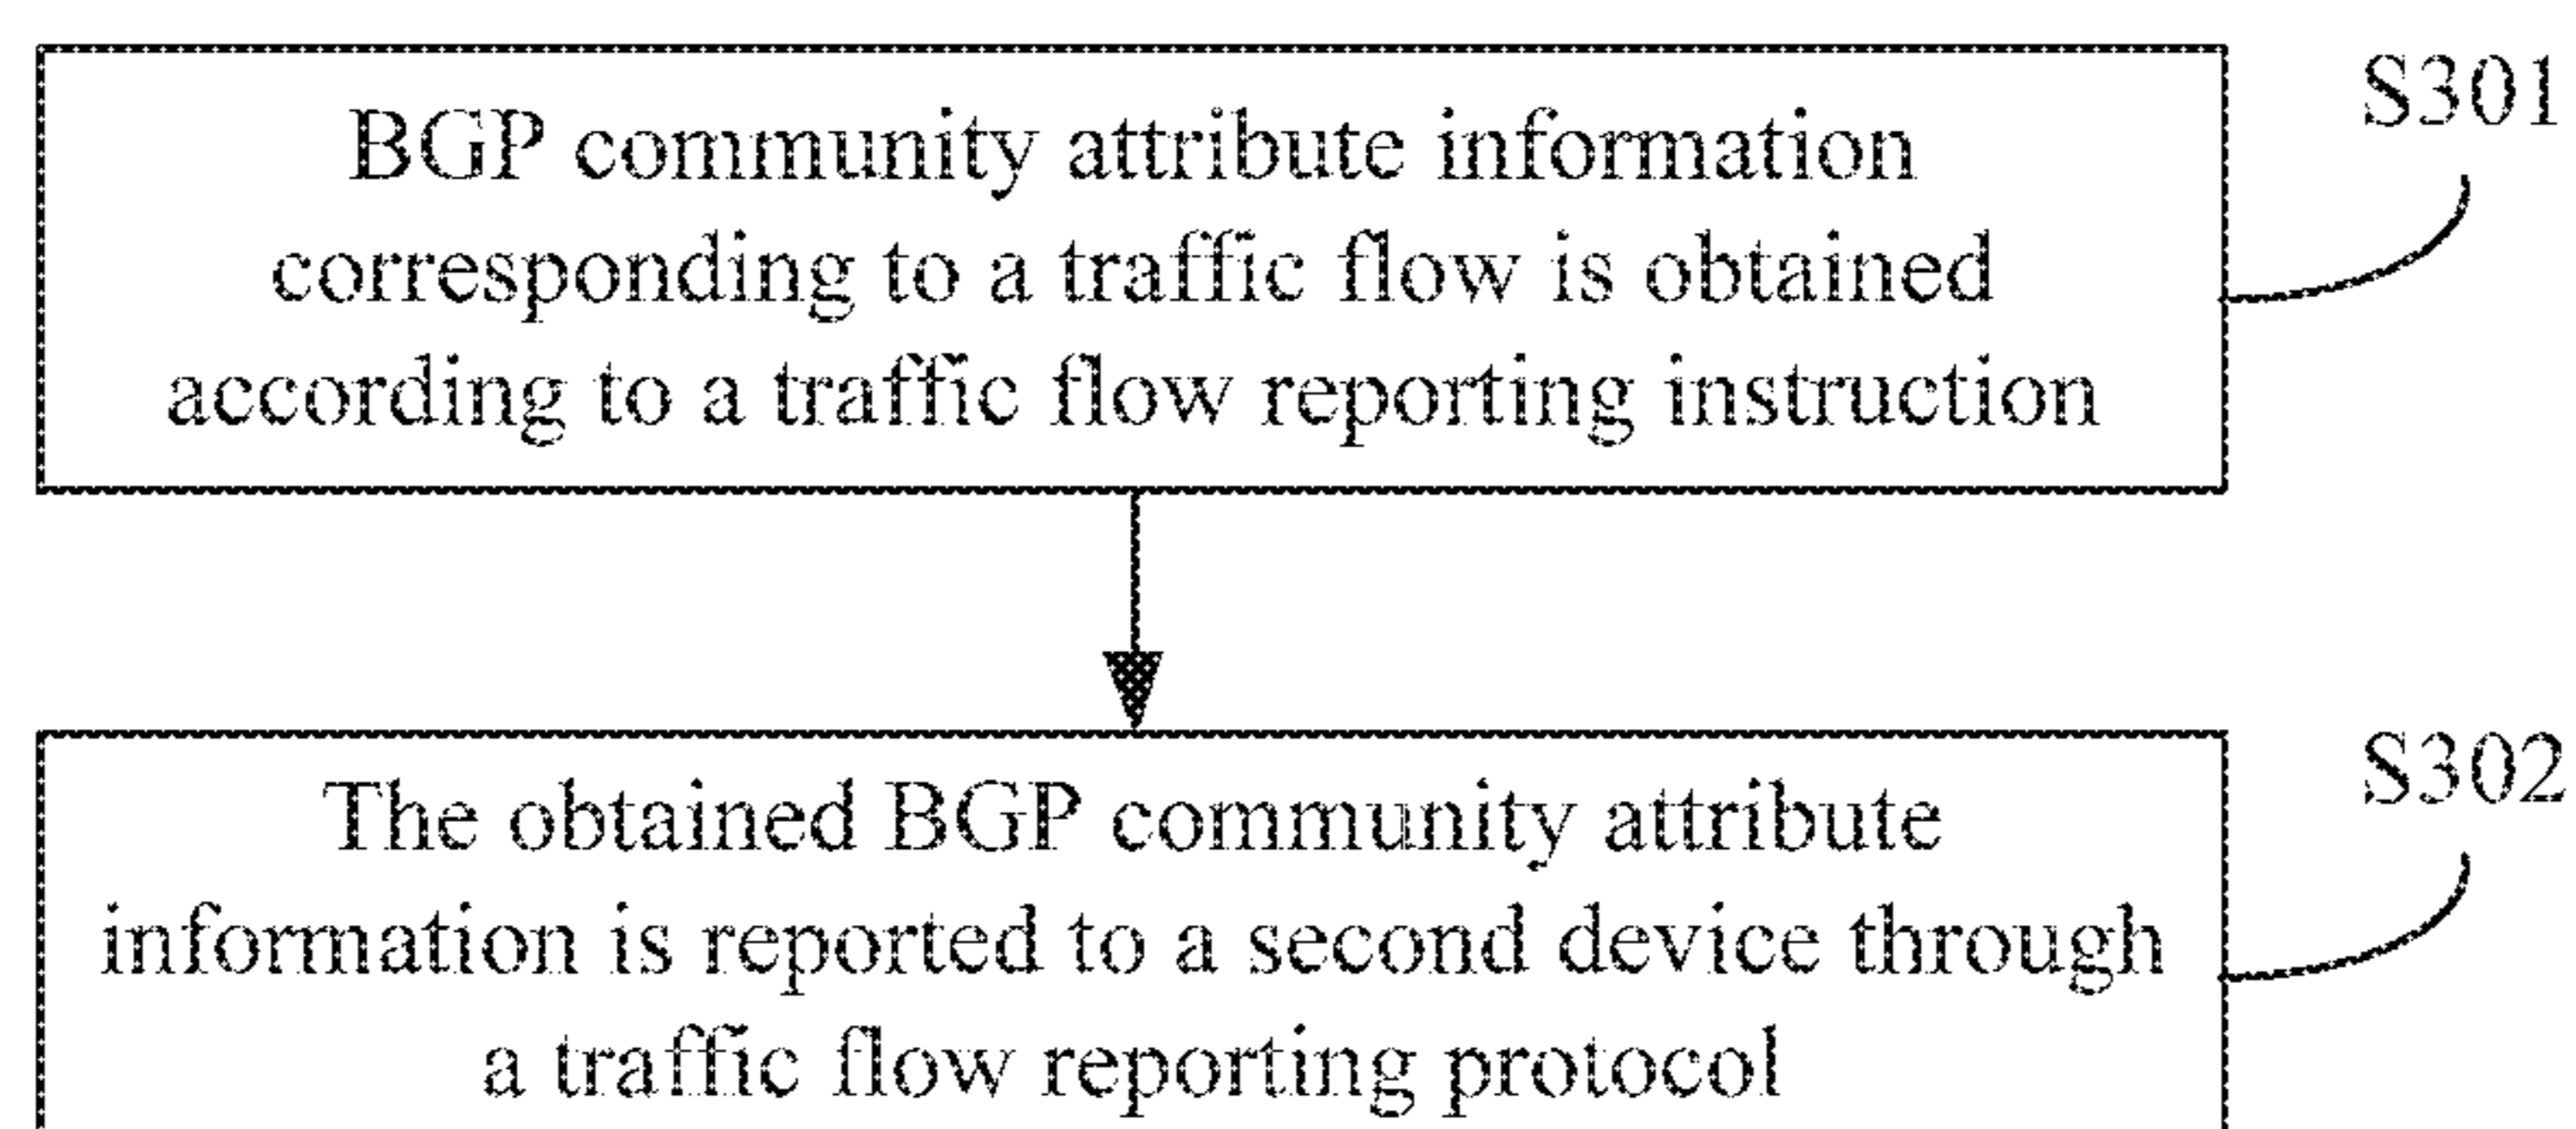 BGP community attribute information
corresponding to a traffic flow is obtained
according to a traffic flow reporting instruction
S301
The obtained BGP community attribute
information is reported to a second device through
a traffic flow reporting protocol
S302